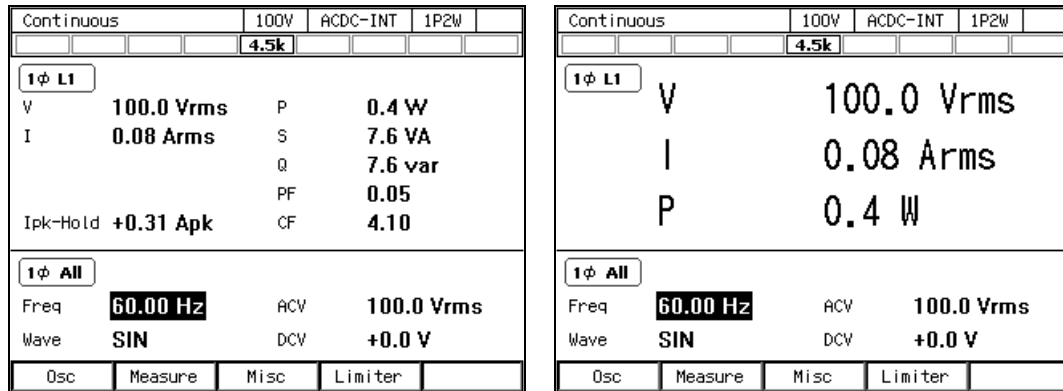 Continuous 100V ACDC-INT 1P2W
4.5k
1ϕ L1
V 100.0 Vrms P 0.4 W
I 0.08 Arms S 7.6 VA
Q 7.6 var
PF 0.05
Ipk-Hold +0.31 Apk CF 4.10
1ϕ All
Freq 60.00 Hz ACV 100.0 Vrms
Wave SIN DCV +0.0 V
Osc Measure Misc Limiter
Continuous 100V ACDC-INT 1P2W
4.5k
1ϕ L1
V 100.0 Vrms
I 0.08 Arms
P 0.4 W
1ϕ All
Freq 60.00 Hz ACV 100.0 Vrms
Wave SIN DCV +0.0 V
Osc Measure Misc Limiter